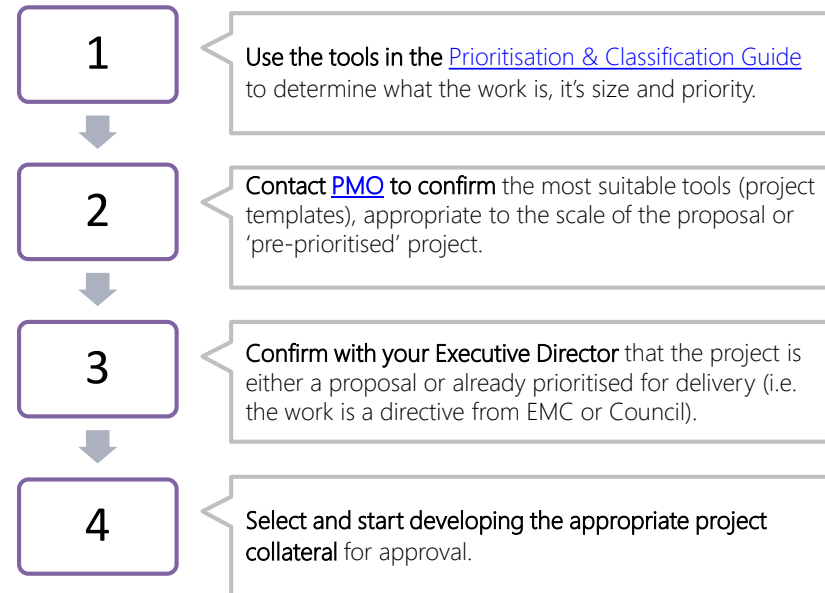 1
Use the tools in the Prioritisation & Classification Guide
to determine what the work is, it’s size and priority.
2
Contact PMO to confirm the most suitable tools (project
templates), appropriate to the scale of the proposal or
‘pre-prioritised’ project.
3
Confirm with your Executive Director that the project is
either a proposal or already prioritised for delivery (i.e.
the work is a directive from EMC or Council).
4
Select and start developing the appropriate project
collateral for approval.